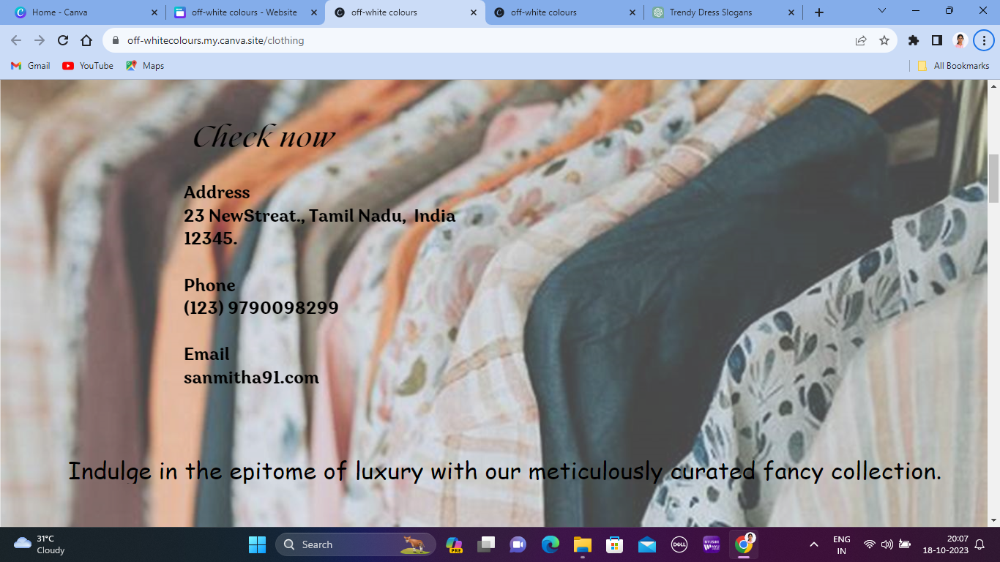 Home - Canva
off-white colours - Website
off-white colours
off-white colours
Trendy Dress Slogans
off-whitecolours.my.canva.site/clothing
Gmail
YouTube
Maps
All Bookmarks
Check now
Address
23 NewStreat., Tamil Nadu, India
12345.
Phone
(123) 9790098299
Email
sanmitha91.com
Indulge in the epitome of luxury with our meticulously curated fancy collection.
31°C
Cloudy
Search
PRE
DELL
ENG
IN
20:07
18-10-2023